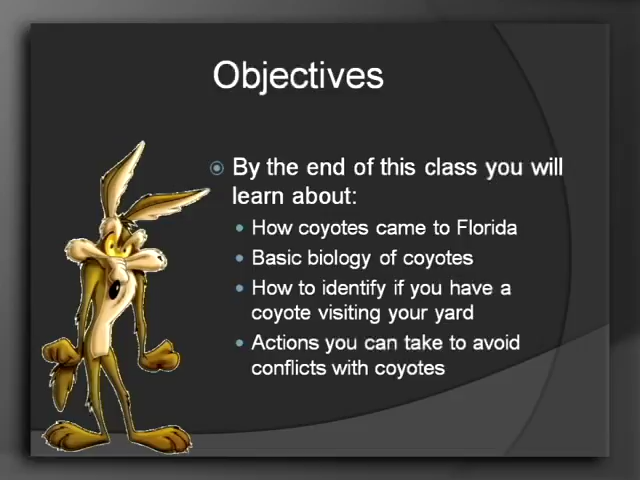 Objectives
By the end of this class you will
learn about:
How coyotes came to Florida
Basic biology of coyotes
How to identify if you have a
coyote visiting your yard
Actions you can take to avoid
conflicts with coyotes